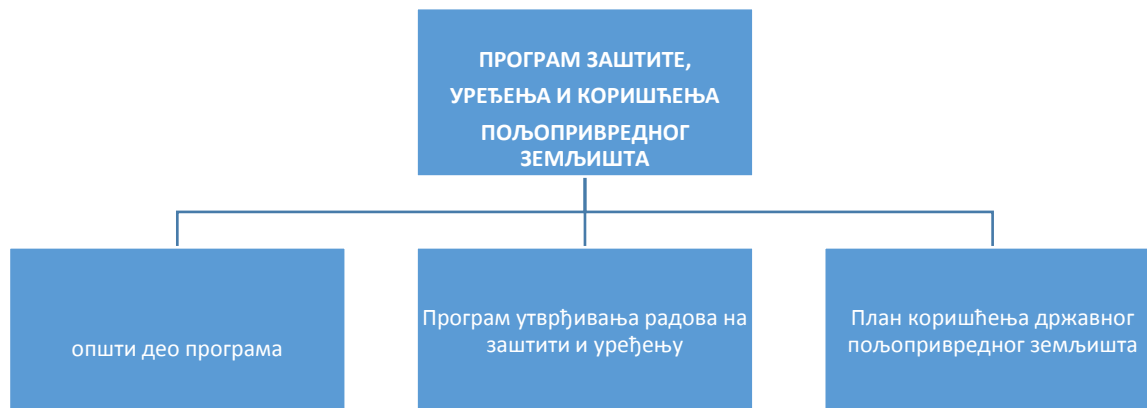 ПРОГРАМ ЗАШТИТЕ,
УРЕЂЕЊА И КОРИШЋЕЊА
ПОЉОПРИВРЕДНОГ
ЗЕМЉИШТА
општи део програма
Програм утврђивања радова на
заштити и уређењу
План коришћења државног
пољопривредног земљишта